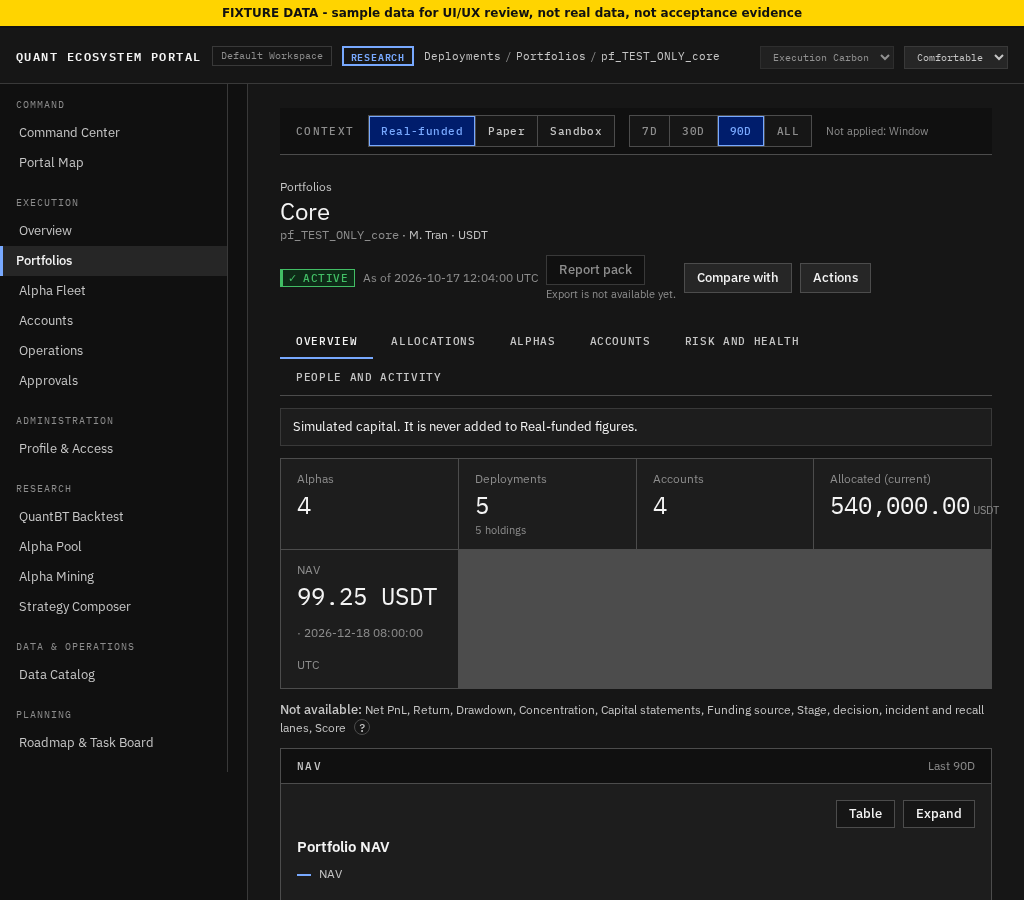 FIXTURE DATA - sample data for UI/UX review, not real data, not acceptance evidence
QUANT ECOSYSTEM PORTAL
Default Workspace
RESEARCH
Deployments / Portfolios / pf_TEST_ONLY_core
Execution Carbon
Comfortable
COMMAND
Command Center
Portal Map
EXECUTION
Overview
Portfolios
Alpha Fleet
Accounts
Operations
Approvals
ADMINISTRATION
Profile & Access
RESEARCH
QuantBT Backtest
Alpha Pool
Alpha Mining
Strategy Composer
DATA & OPERATIONS
Data Catalog
PLANNING
Roadmap & Task Board
CONTEXT
Real-funded
Paper
Sandbox
7D
30D
90D
ALL
Not applied: Window
Portfolios
Core
pf_TEST_ONLY_core · M. Tran · USDT
✓ ACTIVE
As of 2026-10-17 12:04:00 UTC
Report pack
Export is not available yet.
Compare with
Actions
OVERVIEW
ALLOCATIONS
ALPHAS
ACCOUNTS
RISK AND HEALTH
PEOPLE AND ACTIVITY
Simulated capital. It is never added to Real-funded figures.
Alphas
4
Deployments
5
5 holdings
Accounts
4
Allocated (current)
540,000.00 USDT
NAV
99.25 USDT
· 2026-12-18 08:00:00
UTC
Not available: Net PnL, Return, Drawdown, Concentration, Capital statements, Funding source, Stage, decision, incident and recall
lanes, Score ?
NAV
Last 90D
Table
Expand
Portfolio NAV
NAV